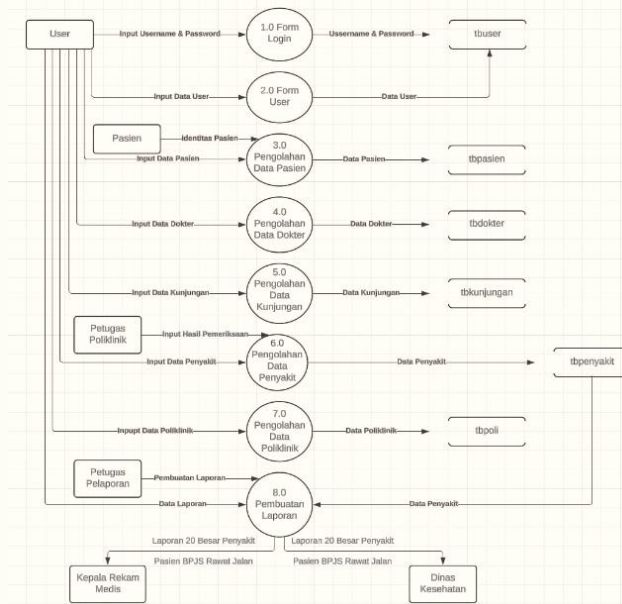 User
Input Username & Password
1.0 Form
Login
Ussername & Password
tbuser
Input Data User
2.0 Form
User
Data User
Pasien
Identitas Pasien
Input Data Pasien
3.0
Pengolahan
Data Pasien
Data Pasien
tbpasien
Input Data Dokter
4.0
Pengolahan
Data Dokter
Data Dokter
tbdokter
Input Data Kunjungan
5.0
Pengolahan
Data
Kunjungan
Data Kunjungan
tbkunjungan
Petugas
Poliklinik
Input Hasil Pemeriksaan
Input Data Penyakit
6.0
Pengolahan
Data
Penyakit
Data Penyakit
tbpenyakit
Inpupt Data Poliklinik
7.0
Pengolahan
Data
Poliklinik
Data Poliklinik
tbpoli
Petugas
Pelaporan
Pembuatan Laporan
Data Laporan
8.0
Pembuatan
Laporan
Data Penyakit
Laporan 20 Besar Penyakit
Pasien BPJS Rawat Jalan
Laporan 20 Besar Penyakit
Pasien BPJS Rawat Jalan
Kepala Rekam
Medis
Dinas
Kesehatan